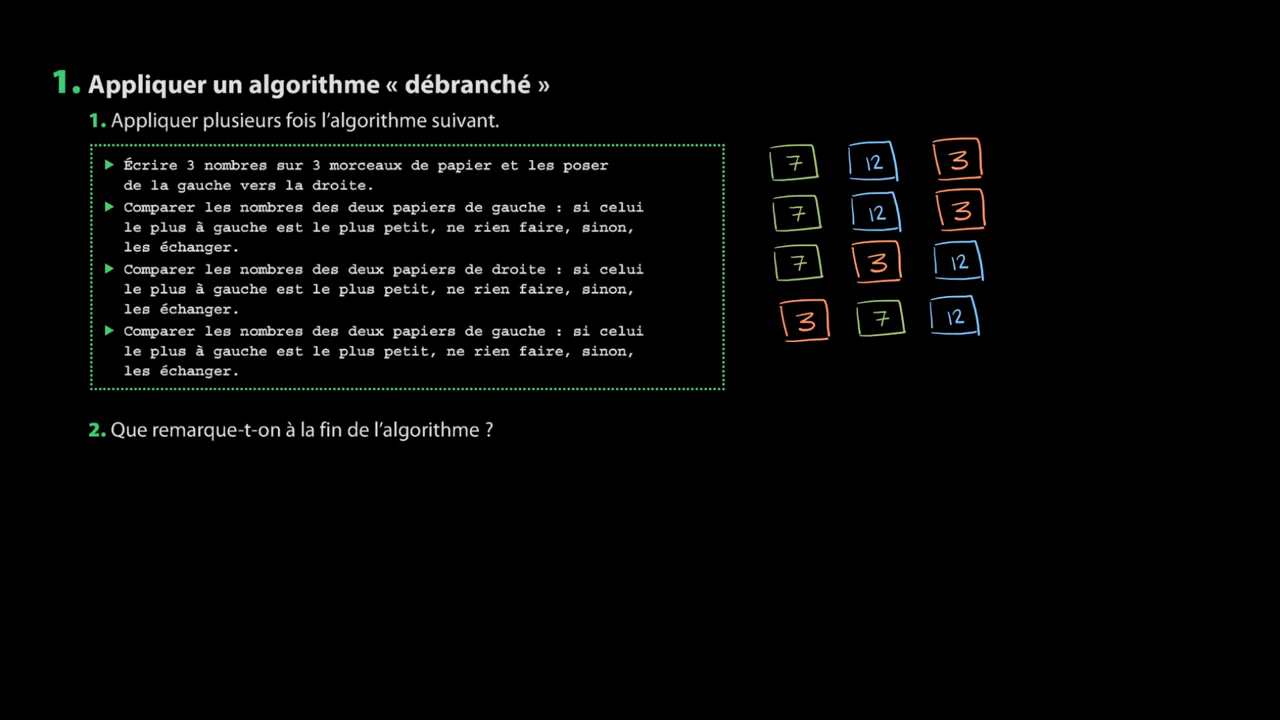 1. Appliquer un algorithme « débranché »
1. Appliquer plusieurs fois l'algorithme suivant.
▶ Écrire 3 nombres sur 3 morceaux de papier et les poser
de la gauche vers la droite.
▶ Comparer les nombres des deux papiers de gauche : si celui
le plus à gauche est le plus petit, ne rien faire, sinon,
les échanger.
▶ Comparer les nombres des deux papiers de droite : si celui
le plus à gauche est le plus petit, ne rien faire, sinon,
les échanger.
▶ Comparer les nombres des deux papiers de gauche : si celui
le plus à gauche est le plus petit, ne rien faire, sinon,
les échanger.
7 12 3
7 12 3
7 3 12
3 7 12
2. Que remarque-t-on à la fin de l'algorithme ?